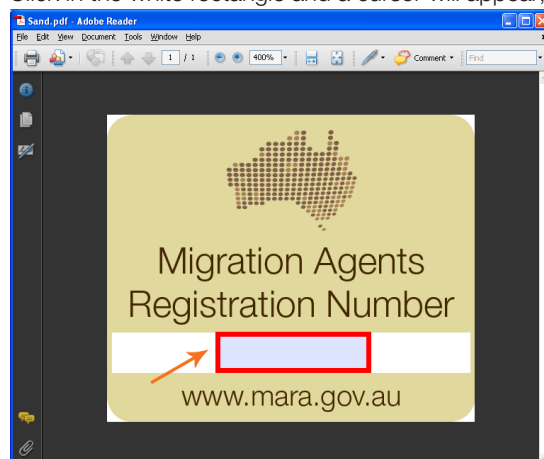 Click in the white rectangle and a cursor will appear,
Sand.pdf - Adobe Reader
File Edit View Document Tools Window Help
1 / 1 400% Comment Find
Migration Agents
Registration Number
www.mara.gov.au